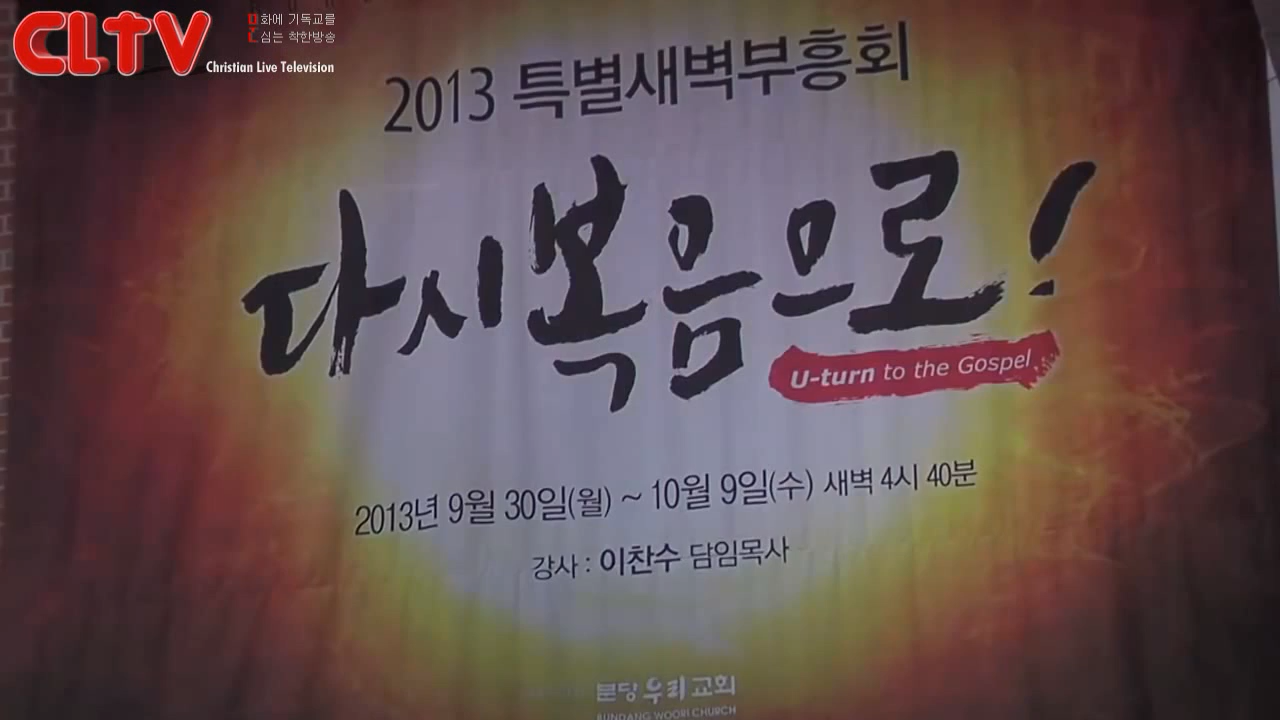 CLTV
문화에 기독교를
심는 착한방송
Christian Live Television
2013 특별새벽부흥회
다시복음으로!
U-turn to the Gospel
2013년 9월 30일(월) ~ 10월 9일(수) 새벽 4시 40분
강사 : 이찬수 담임목사
분당우리교회
BUNDANG WOORI CHURCH